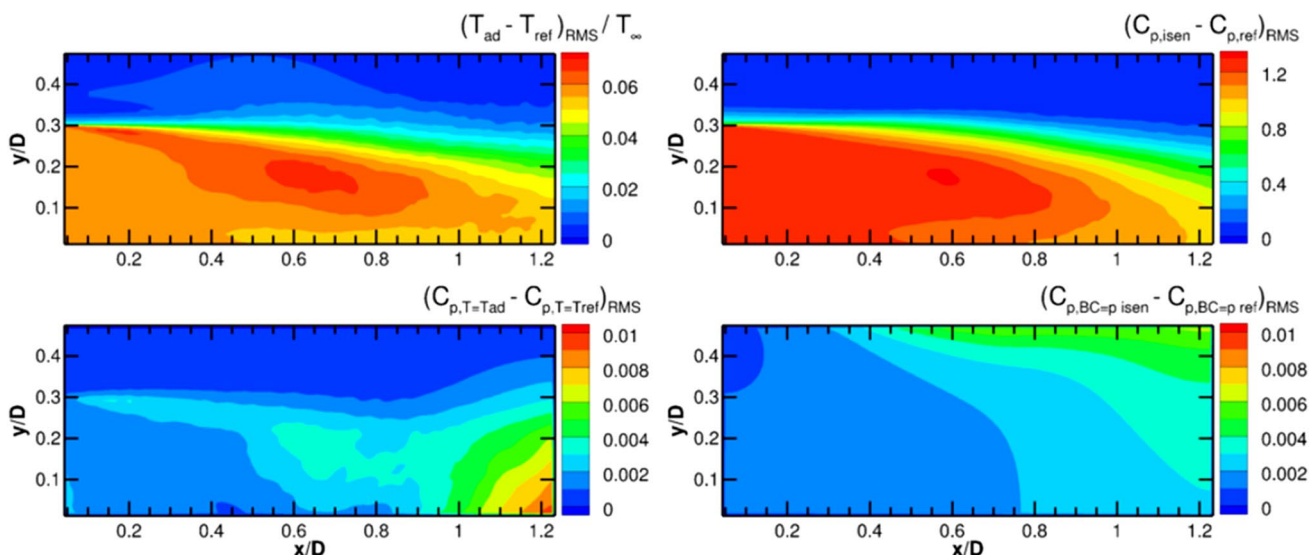 (T_ad - T_ref)_RMS / T_∞
0.4
0.3
0.2
0.1
y/D
0.2 0.4 0.6 0.8 1 1.2
0.06
0.04
0.02
0
(C_p,isen - C_p,ref)_RMS
0.4
0.3
0.2
0.1
y/D
0.2 0.4 0.6 0.8 1 1.2
1.2
0.8
0.4
0
(C_p,T=Tad - C_p,T=Tref)_RMS
0.4
0.3
0.2
0.1
y/D
0.2 0.4 0.6 0.8 1 1.2
x/D
0.01
0.008
0.006
0.004
0.002
0
(C_p,BC=p isen - C_p,BC=p ref)_RMS
0.4
0.3
0.2
0.1
y/D
0.2 0.4 0.6 0.8 1 1.2
x/D
0.01
0.008
0.006
0.004
0.002
0